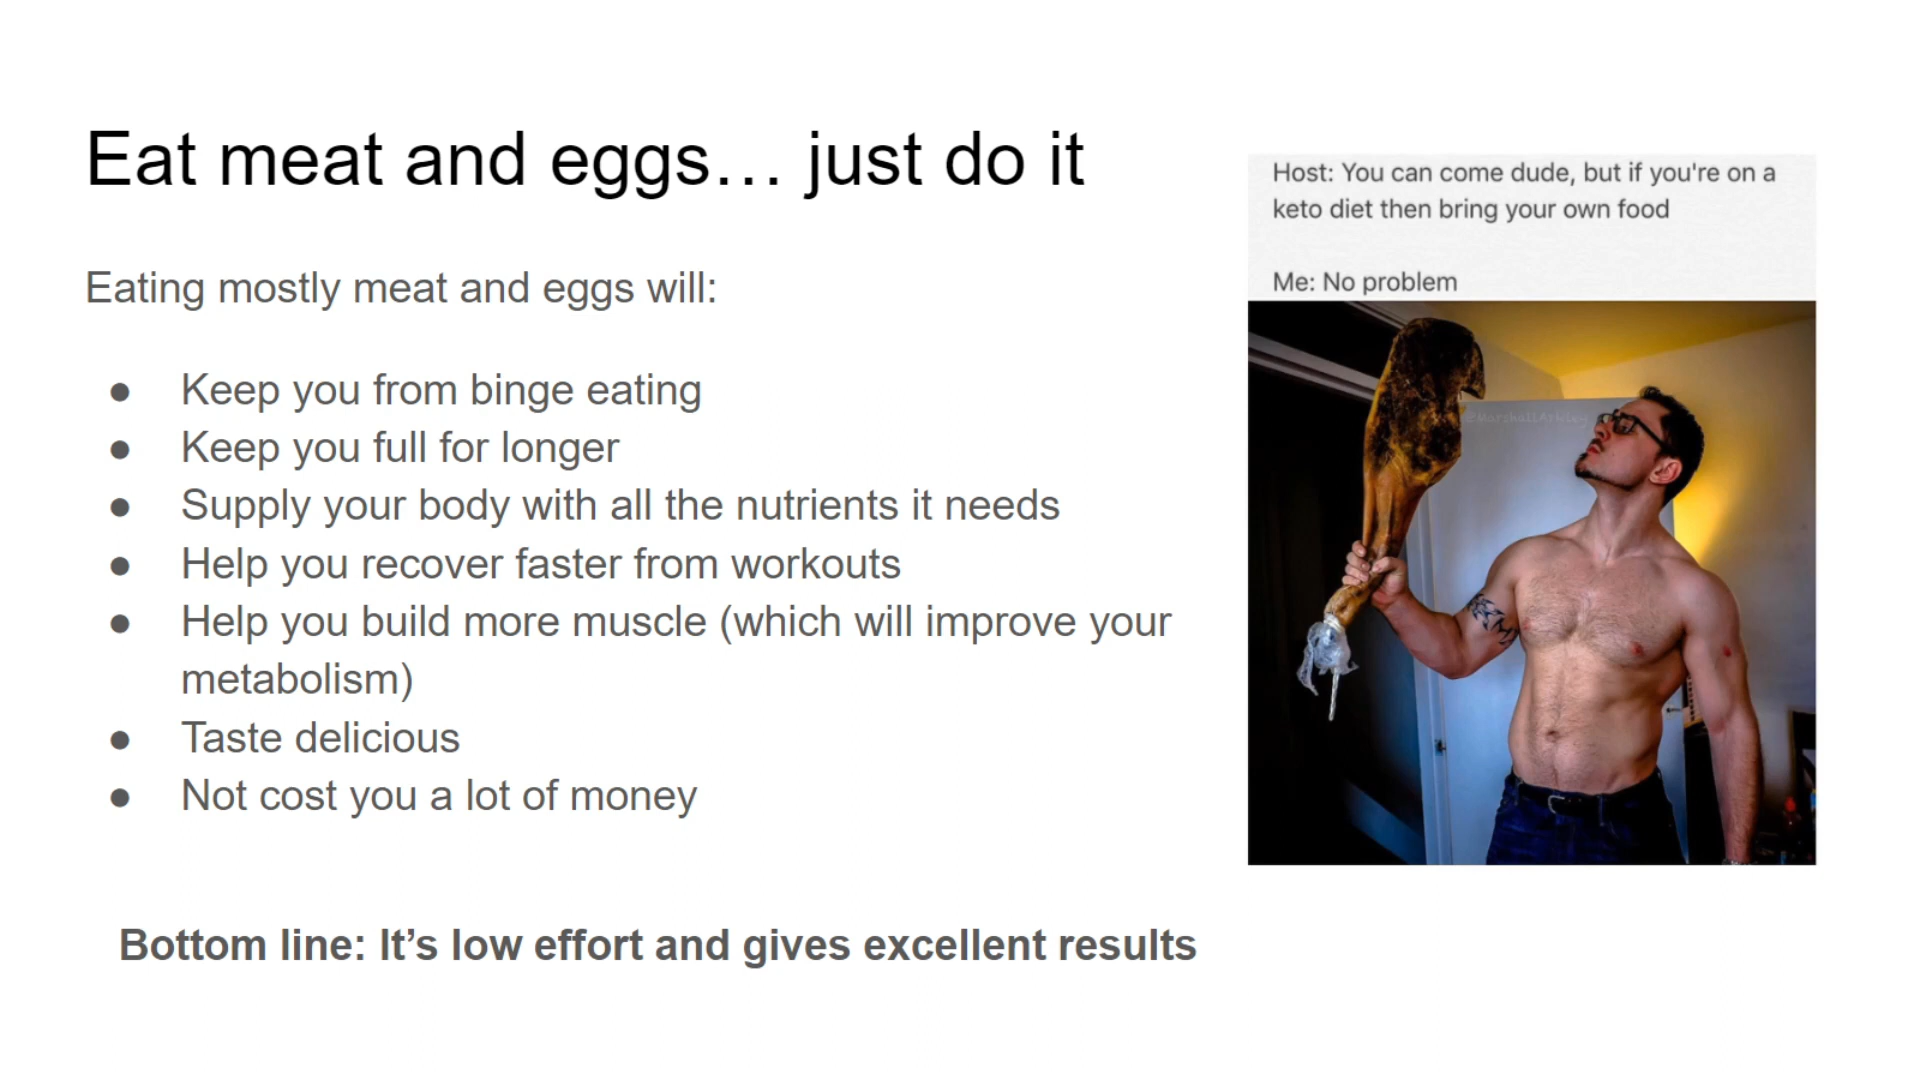 Eat meat and eggs… just do it
Eating mostly meat and eggs will:
● Keep you from binge eating
● Keep you full for longer
● Supply your body with all the nutrients it needs
● Help you recover faster from workouts
● Help you build more muscle (which will improve your
metabolism)
● Taste delicious
● Not cost you a lot of money
Bottom line: It’s low effort and gives excellent results
Host: You can come dude, but if you're on a
keto diet then bring your own food
Me: No problem